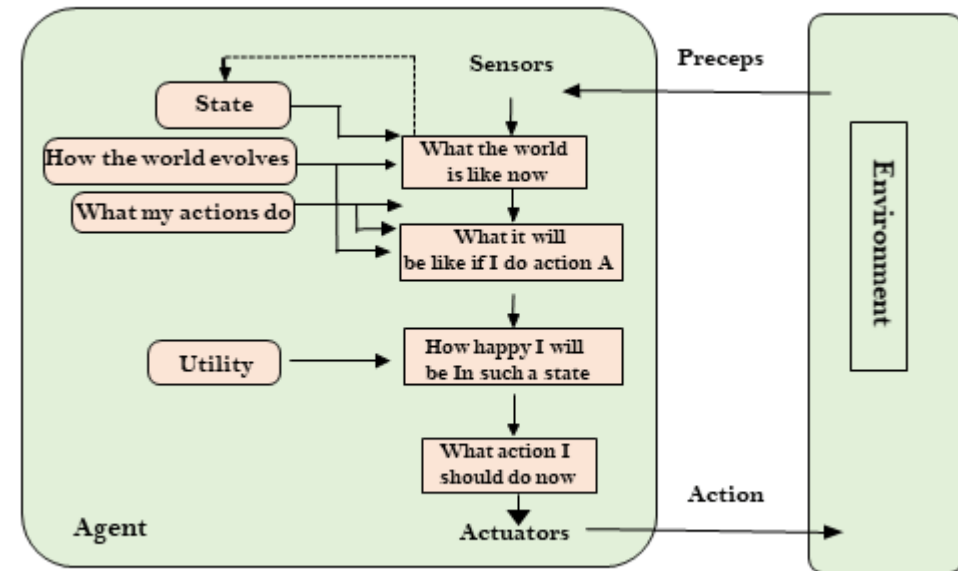 Sensors
Preceps
State
What the world
is like now
How the world evolves
What my actions do
What it will
be like if I do action A
Environment
How happy I will
be In such a state
Utility
What action I
should do now
Action
Agent
Actuators